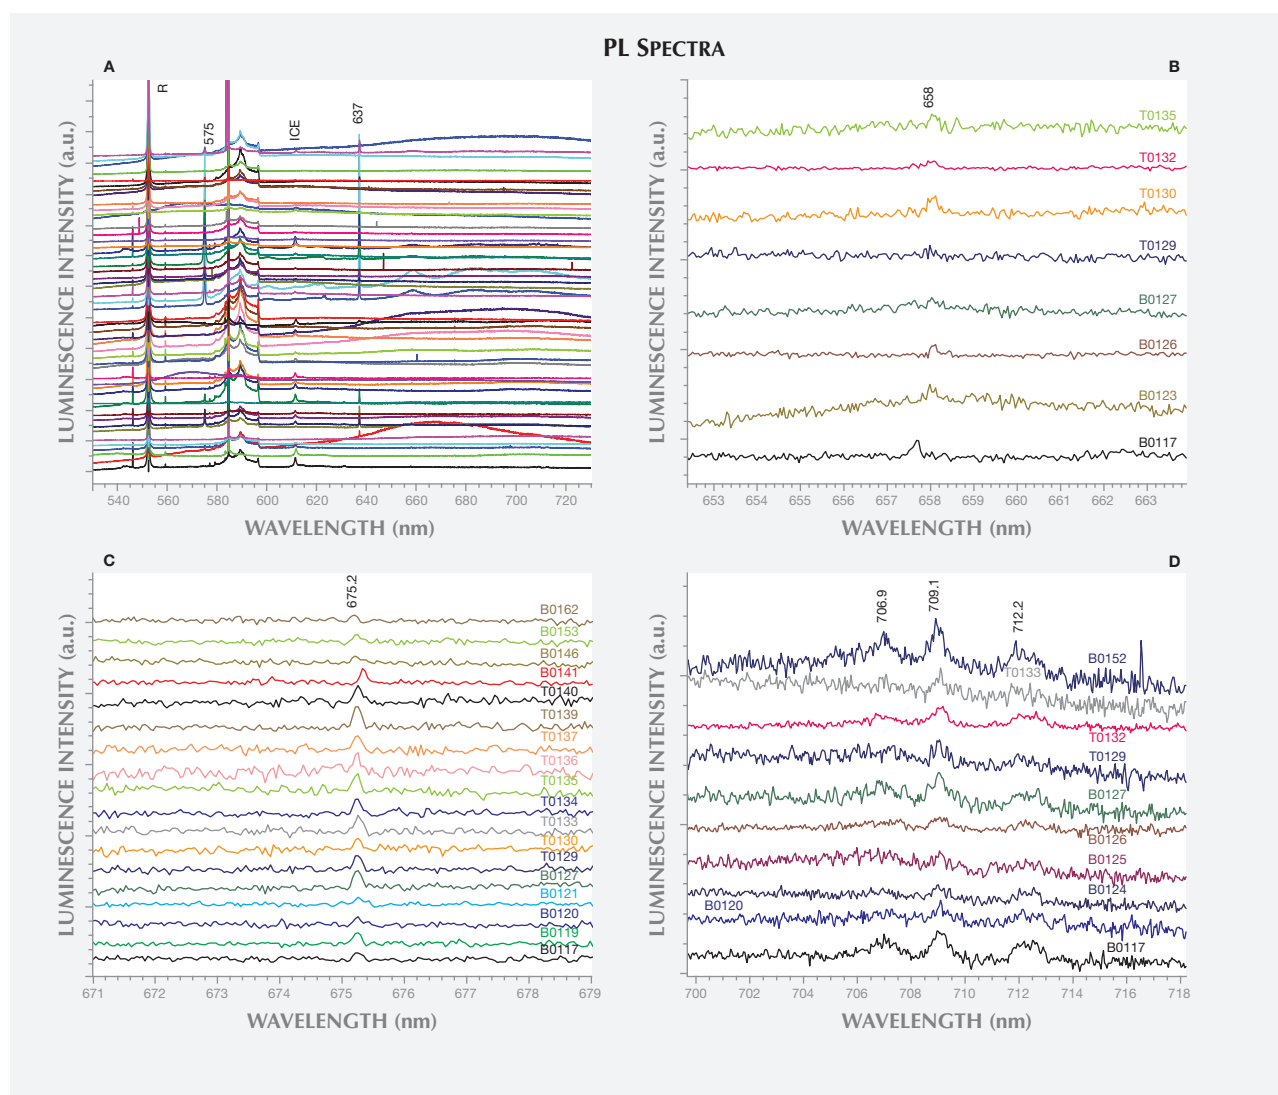 PL SPECTRA
A
R
575
ICE
637
LUMINESCENCE INTENSITY (a.u.)
540 560 580 600 620 640 660 680 700 720
WAVELENGTH (nm)
B
658
T0135
T0132
T0130
T0129
B0127
B0126
B0123
B0117
LUMINESCENCE INTENSITY (a.u.)
653 654 655 656 657 658 659 660 661 662 663
WAVELENGTH (nm)
C
675.2
B0162
B0153
B0146
B0141
T0140
T0139
T0137
T0136
T0135
T0134
T0133
T0130
T0129
B0127
B0121
B0120
B0119
B0117
LUMINESCENCE INTENSITY (a.u.)
671 672 673 674 675 676 677 678 679
WAVELENGTH (nm)
D
706.9
709.1
712.2
B0152
T0133
T0132
T0129
B0127
B0126
B0125
B0124
B0120
B0117
LUMINESCENCE INTENSITY (a.u.)
700 702 704 706 708 710 712 714 716 718
WAVELENGTH (nm)